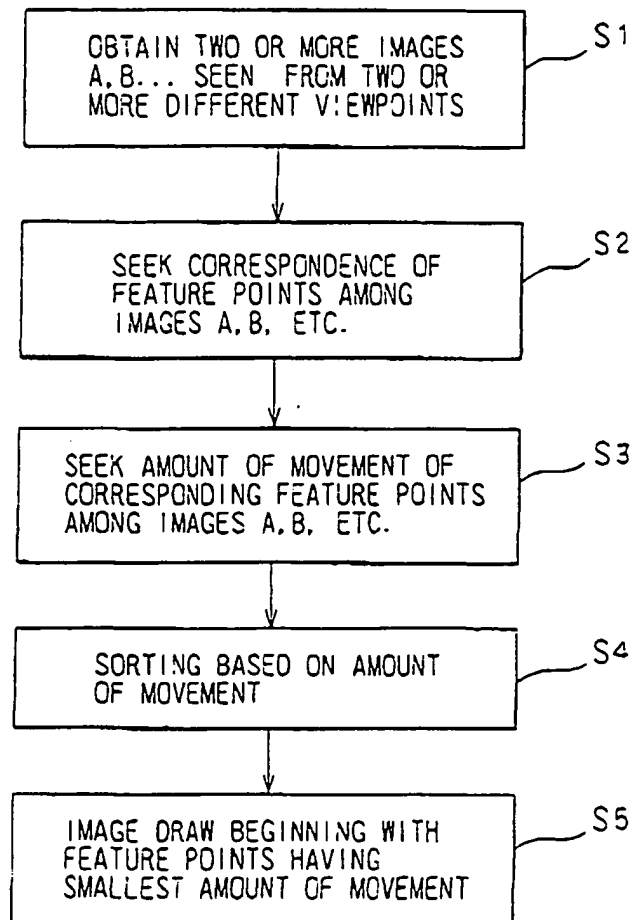 OBTAIN TWO OR MORE IMAGES
A,B... SEEN FROM TWO OR
MORE DIFFERENT VIEWPOINTS
S1
SEEK CORRESPONDENCE OF
FEATURE POINTS AMONG
IMAGES A,B, ETC.
S2
SEEK AMOUNT OF MOVEMENT OF
CORRESPONDING FEATURE POINTS
AMONG IMAGES A,B, ETC.
S3
SORTING BASED ON AMOUNT
OF MOVEMENT
S4
IMAGE DRAW BEGINNING WITH
FEATURE POINTS HAVING
SMALLEST AMOUNT OF MOVEMENT
S5